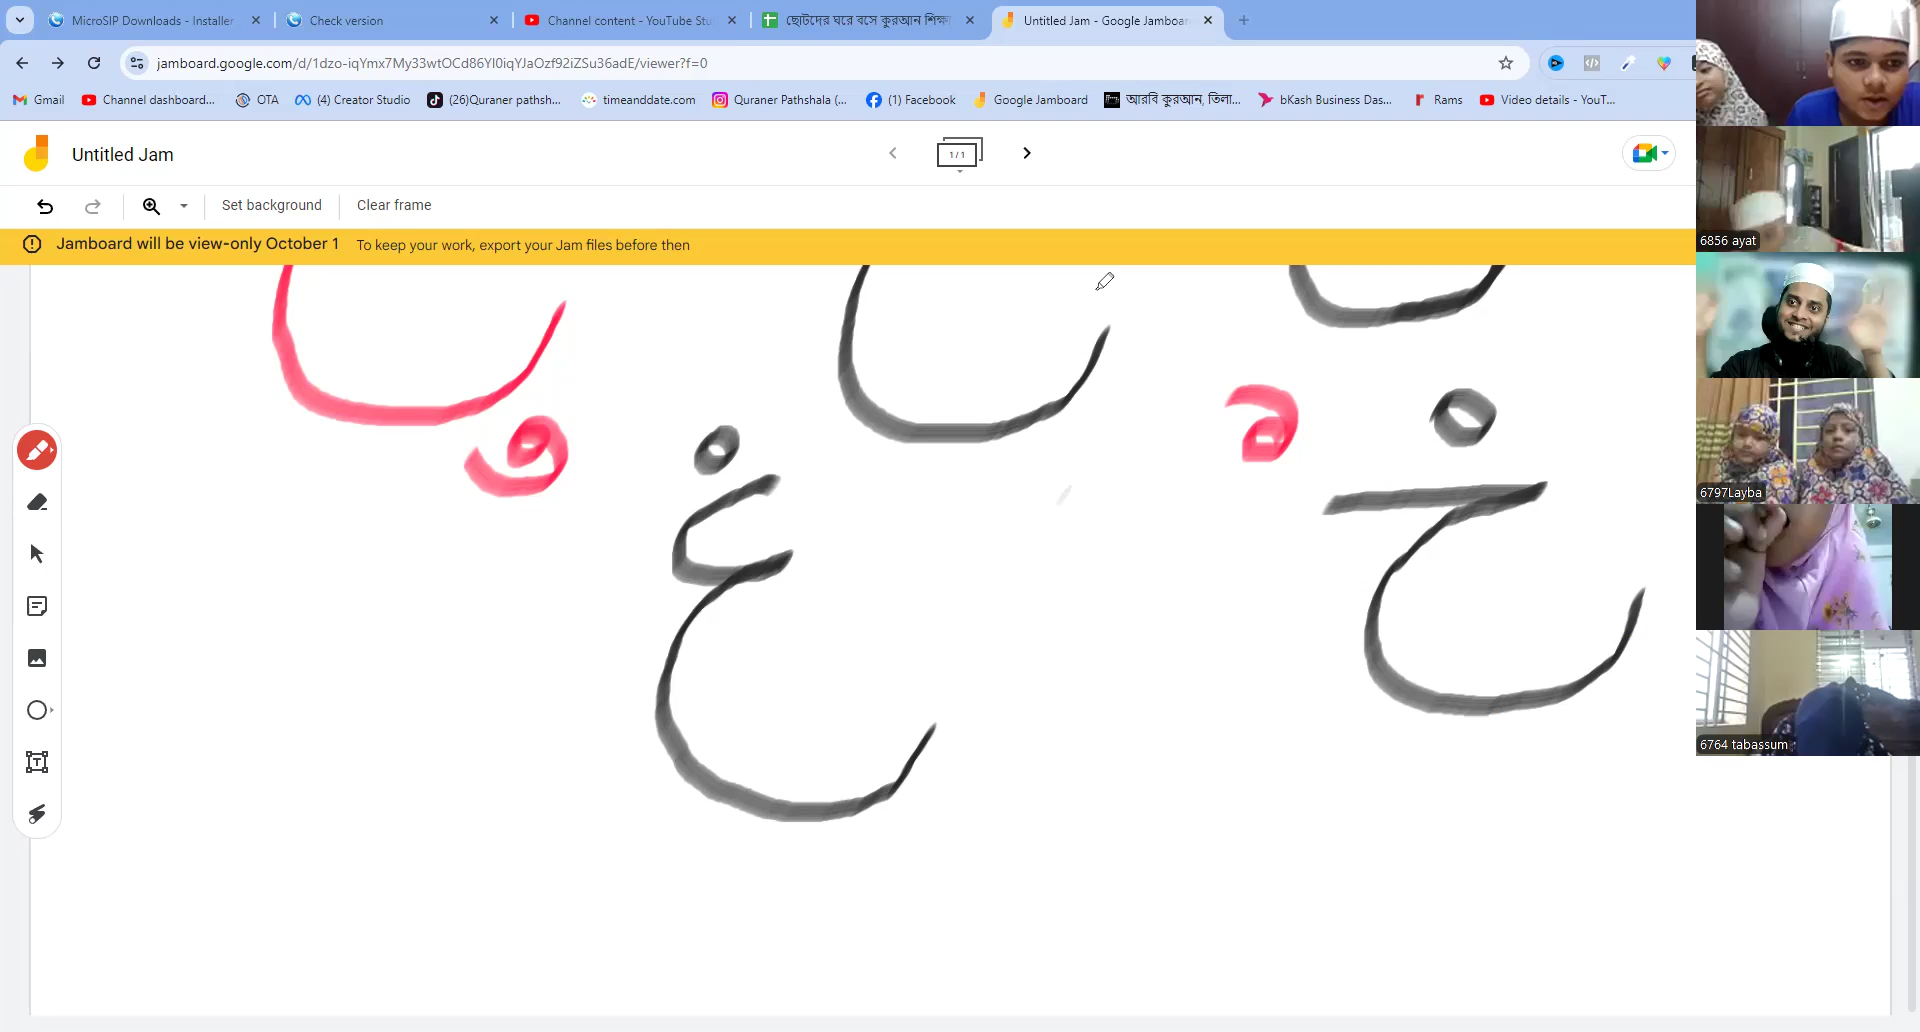 MicroSIP Downloads - Installer
Check version
Channel content - YouTube Stu
ছোটদের ঘরে বসে কুরআন শিক্ষা
Untitled Jam - Google Jamboar
jamboard.google.com/d/1dzo-iqYmx7My33wtOCd86Yl0iqYJaOzf92iZSu36adE/viewer?f=0
Gmail
Channel dashboard...
OTA
(4) Creator Studio
(26)Quraner pathsh...
timeanddate.com
Quraner Pathshala (...
(1) Facebook
Google Jamboard
আরবি কুরআন, তিলা...
bKash Business Das...
Rams
Video details - YouT...
Untitled Jam
1 / 1
Set background
Clear frame
Jamboard will be view-only October 1 To keep your work, export your Jam files before then
خ
غ
6856 ayat
6797Layba
6764 tabassum